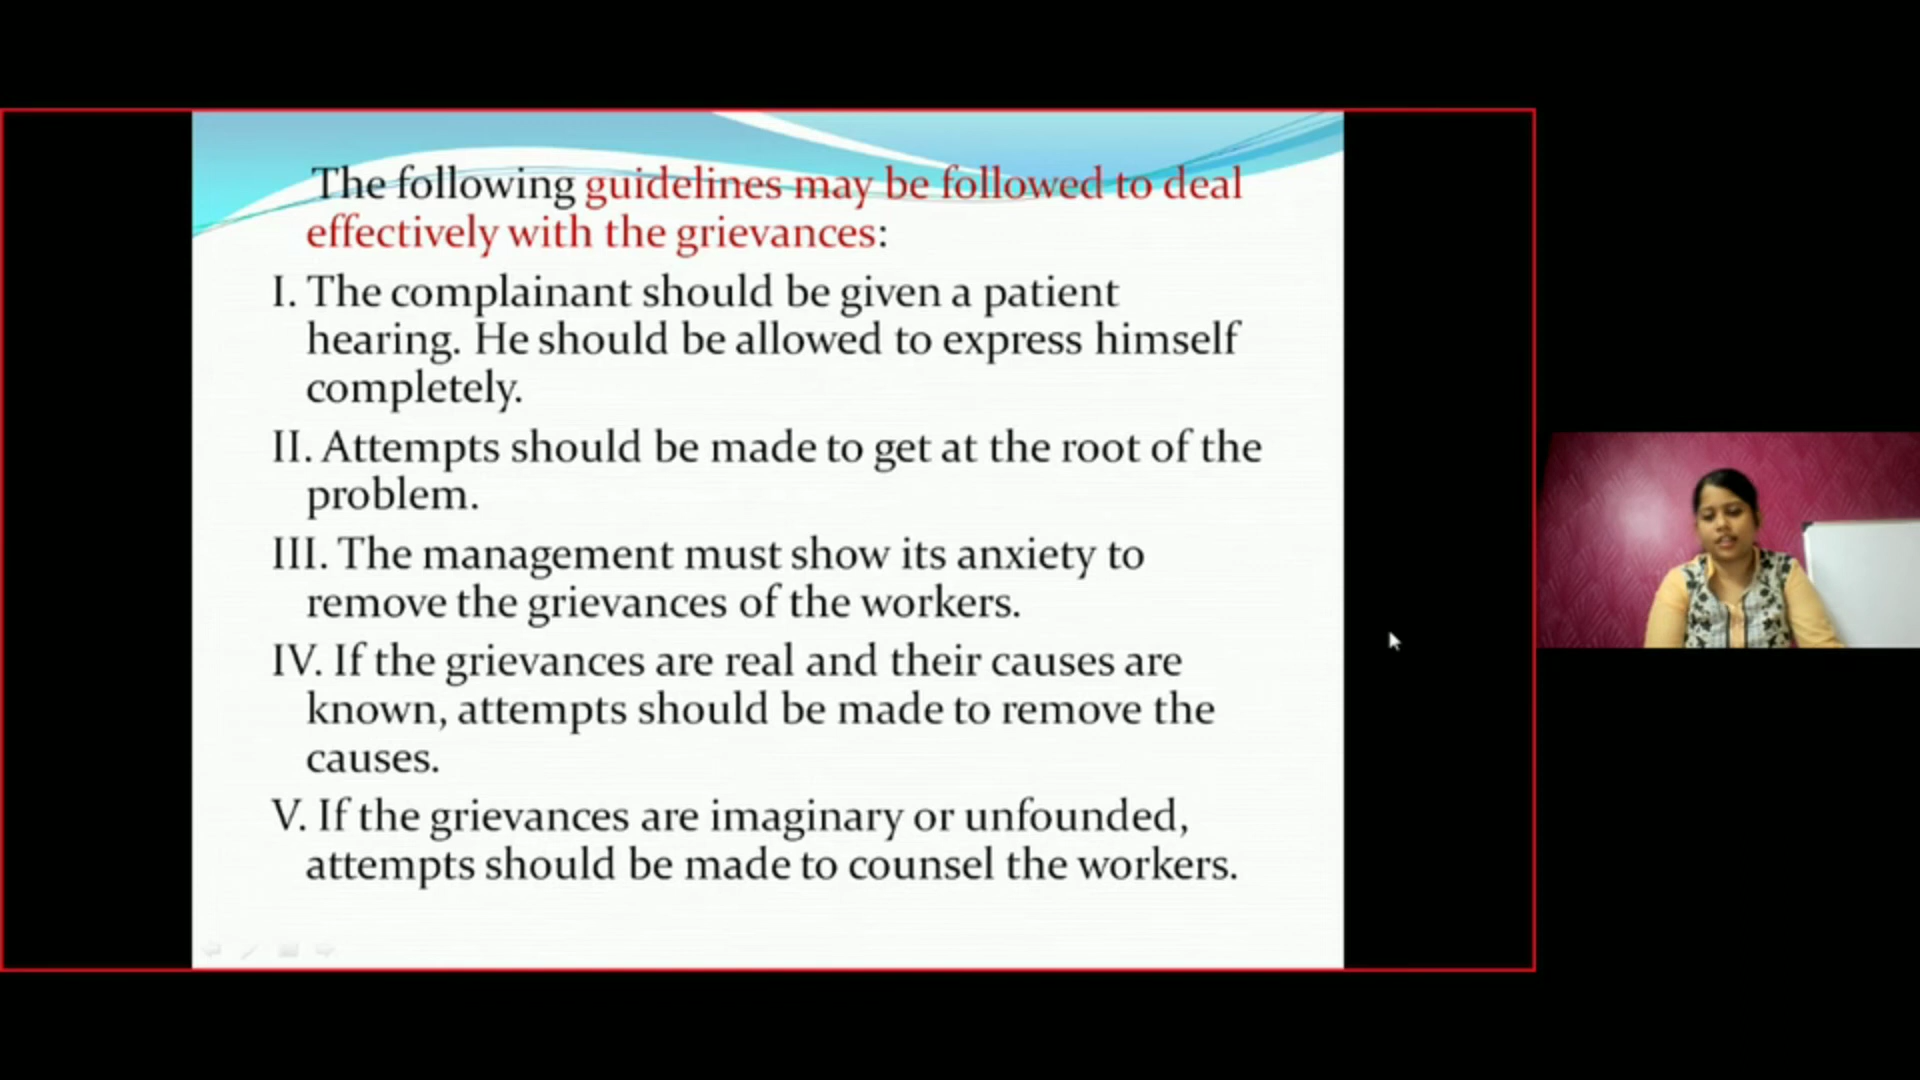 The following guidelines may be followed to deal
effectively with the grievances:
I. The complainant should be given a patient
hearing. He should be allowed to express himself
completely.
II. Attempts should be made to get at the root of the
problem.
III. The management must show its anxiety to
remove the grievances of the workers.
IV. If the grievances are real and their causes are
known, attempts should be made to remove the
causes.
V. If the grievances are imaginary or unfounded,
attempts should be made to counsel the workers.